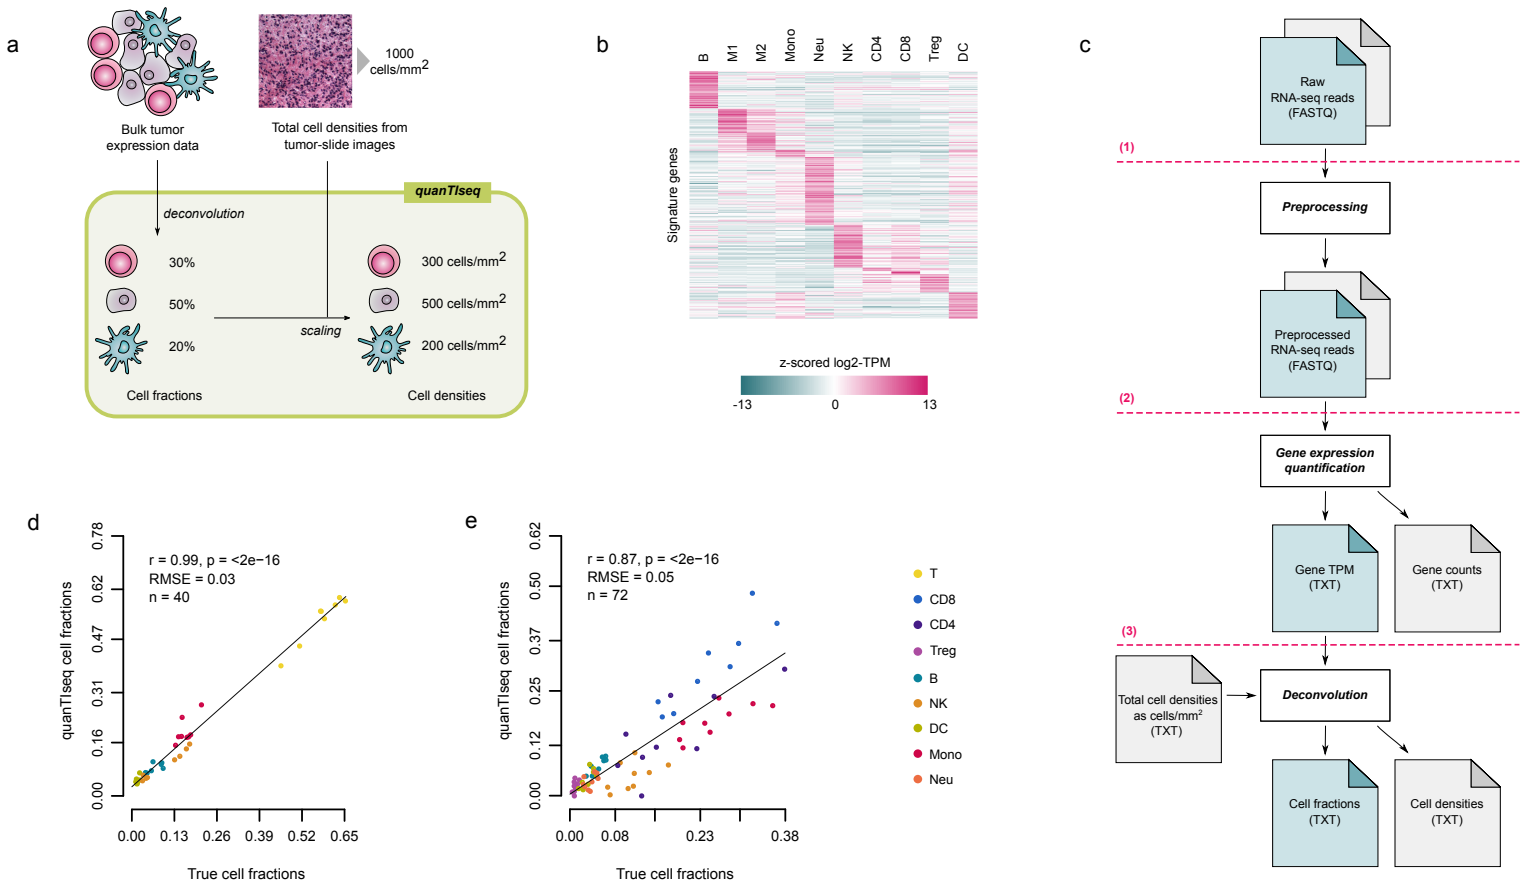 a
1000
cells/mm2
Bulk tumor
expression data
Total cell densities from
tumor-slide images
quanTIseq
deconvolution
30%
50%
20%
scaling
300 cells/mm2
500 cells/mm2
200 cells/mm2
Cell fractions
Cell densities
b
B
M1
M2
Mono
Neu
NK
CD4
CD8
Treg
DC
Signature genes
z-scored log2-TPM
-13
0
13
c
Raw
RNA-seq reads
(FASTQ)
(1)
Preprocessing
Preprocessed
RNA-seq reads
(FASTQ)
(2)
Gene expression
quantification
Gene TPM
(TXT)
Gene counts
(TXT)
(3)
Total cell densities
as cells/mm2
(TXT)
Deconvolution
Cell fractions
(TXT)
Cell densities
(TXT)
d
quanTIseq cell fractions
0.78
0.62
0.47
0.31
0.16
0.00
r = 0.99, p = <2e−16
RMSE = 0.03
n = 40
0.00
0.13
0.26
0.39
0.52
0.65
True cell fractions
e
quanTIseq cell fractions
0.62
0.50
0.37
0.25
0.12
0.00
r = 0.87, p = <2e−16
RMSE = 0.05
n = 72
0.00
0.08
0.23
0.38
True cell fractions
T
CD8
CD4
Treg
B
NK
DC
Mono
Neu